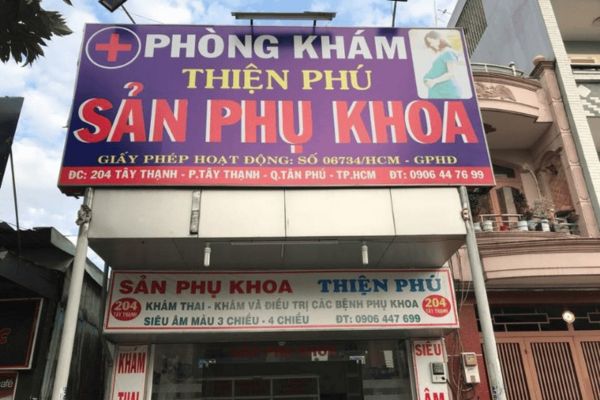 PHÒNG KHÁM
THIỆN PHÚ
SẢN PHỤ KHOA
GIẤY PHÉP HOẠT ĐỘNG: SỐ 06734/HCM - GPHĐ
ĐC: 204 TÂY THẠNH - P.TÂY THẠNH - Q.TÂN PHÚ - TP.HCM ĐT: 0906 44 76 99
SẢN PHỤ KHOA THIỆN PHÚ
204 TÂY THẠNH KHÁM THAI - KHÁM VÀ ĐIỀU TRỊ CÁC BỆNH PHỤ KHOA 204 TÂY THẠNH
SIÊU ÂM MÀU 3 CHIỀU - 4 CHIỀU ĐT: 0906 447 699
KHÁM
THAI
SIÊU
ÂM